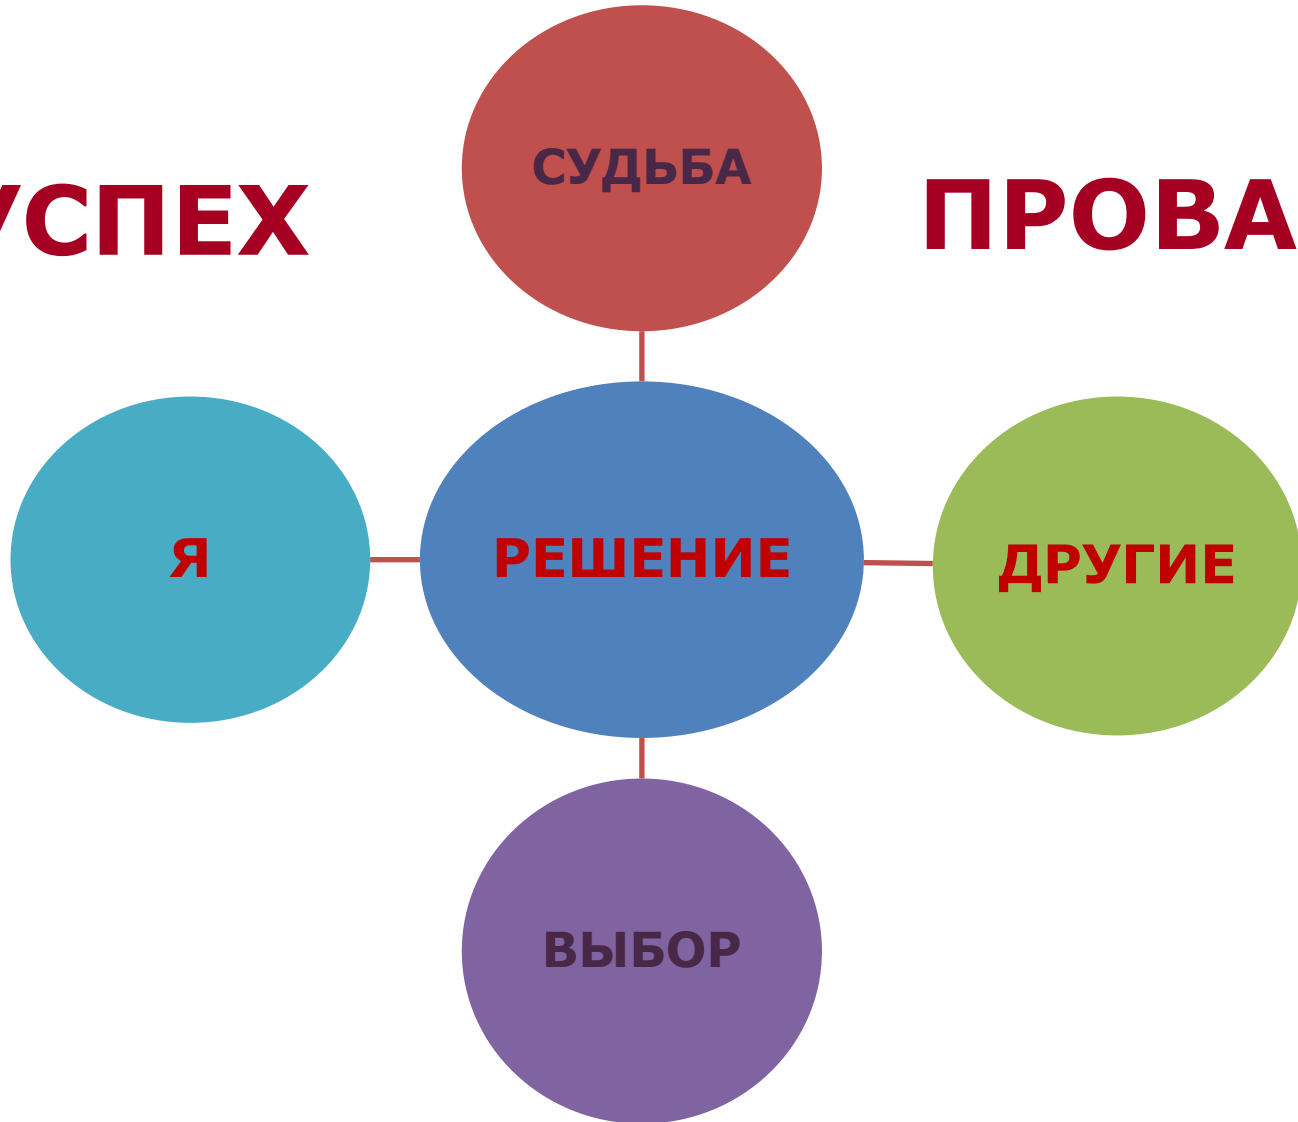 СУДЬБА
УСПЕХ
ПРОВА
Я
РЕШЕНИЕ
ДРУГИЕ
ВЫБОР